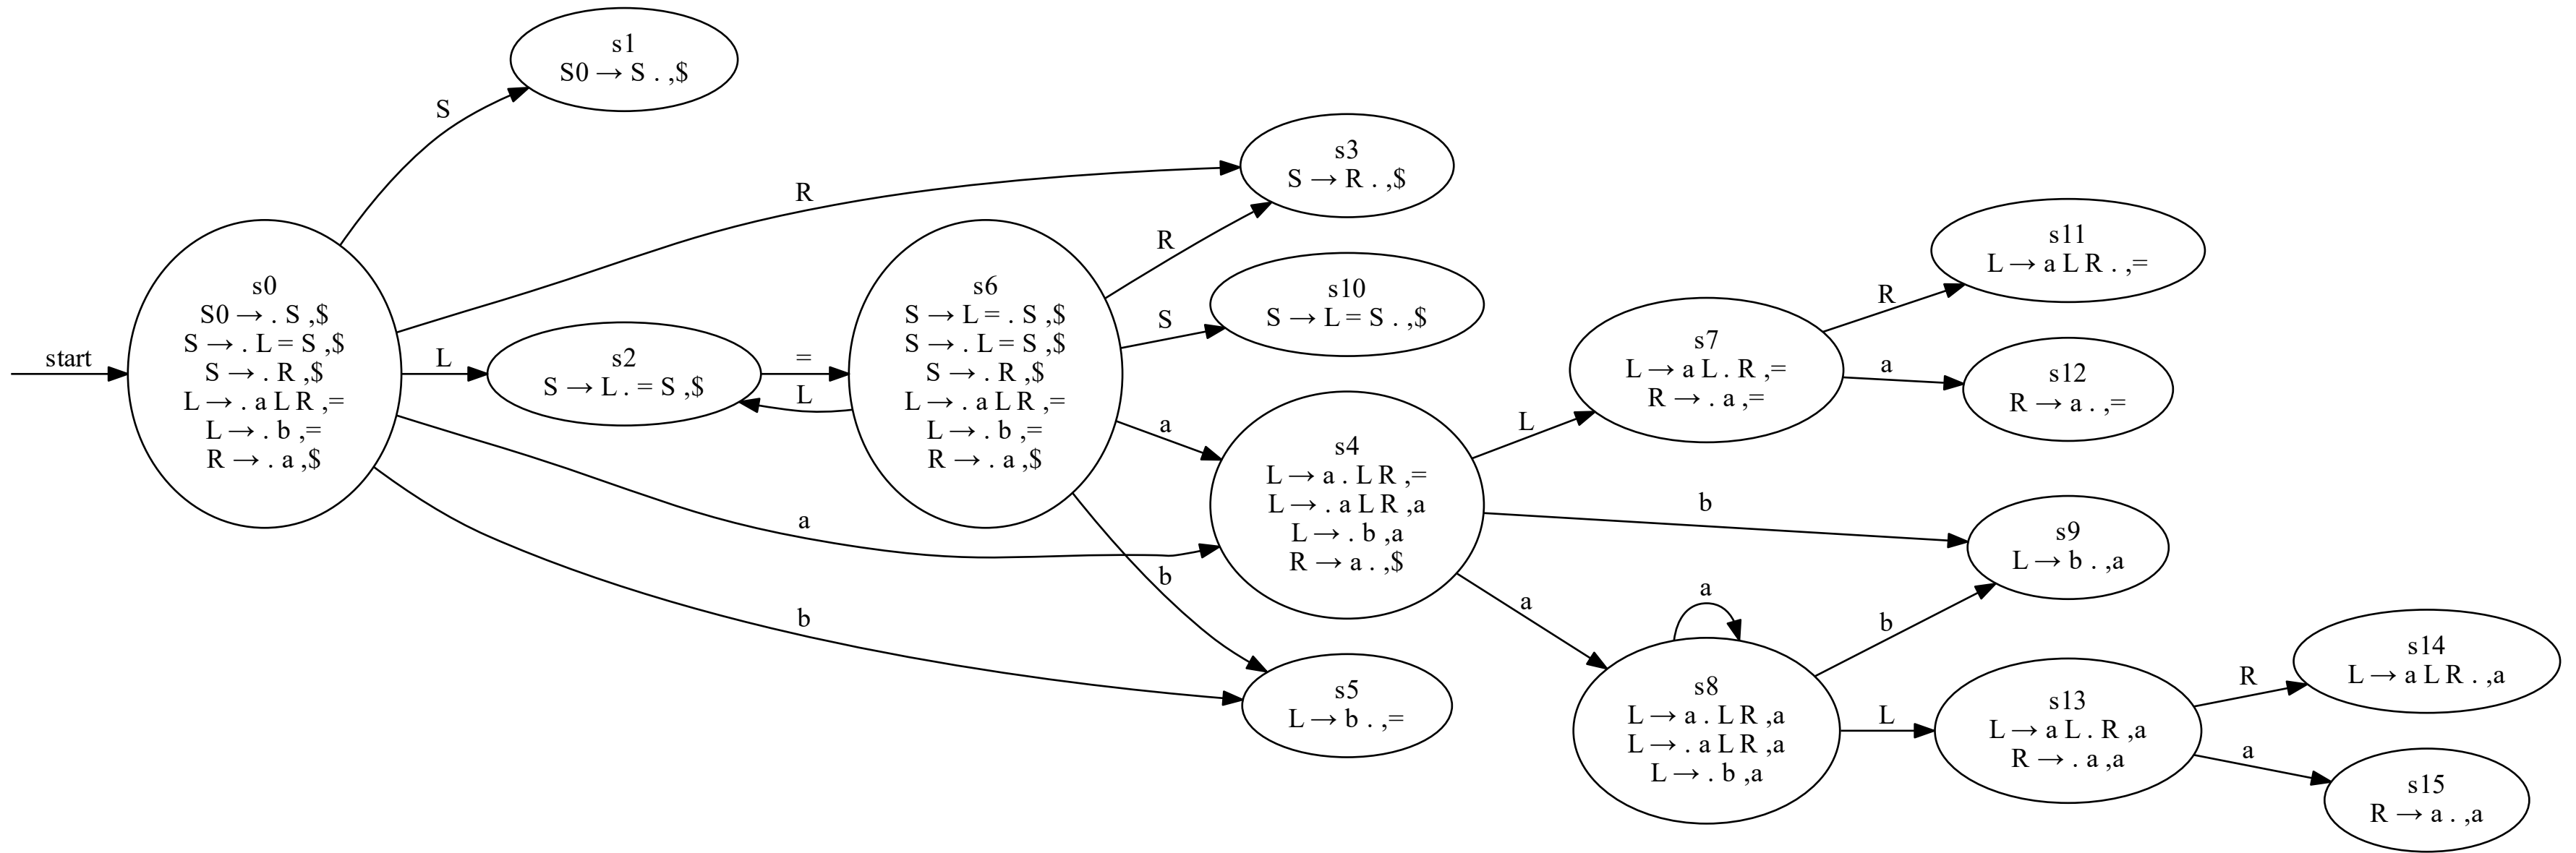 start
s0
S0 → . S ,$
S → . L = S ,$
S → . R ,$
L → . a L R ,=
L → . b ,=
R → . a ,$
S
R
L
a
b
s1
S0 → S . ,$
s2
S → L . = S ,$
=
L
s6
S → L = . S ,$
S → . L = S ,$
S → . R ,$
L → . a L R ,=
L → . b ,=
R → . a ,$
R
S
a
b
s3
S → R . ,$
s10
S → L = S . ,$
s4
L → a . L R ,=
L → . a L R ,a
L → . b ,a
R → a . ,$
s5
L → b . ,=
L
b
a
s7
L → a L . R ,=
R → . a ,=
R
a
s11
L → a L R . ,=
s12
R → a . ,=
s9
L → b . ,a
a
s8
L → a . L R ,a
L → . a L R ,a
L → . b ,a
b
L
s13
L → a L . R ,a
R → . a ,a
R
a
s14
L → a L R . ,a
s15
R → a . ,a